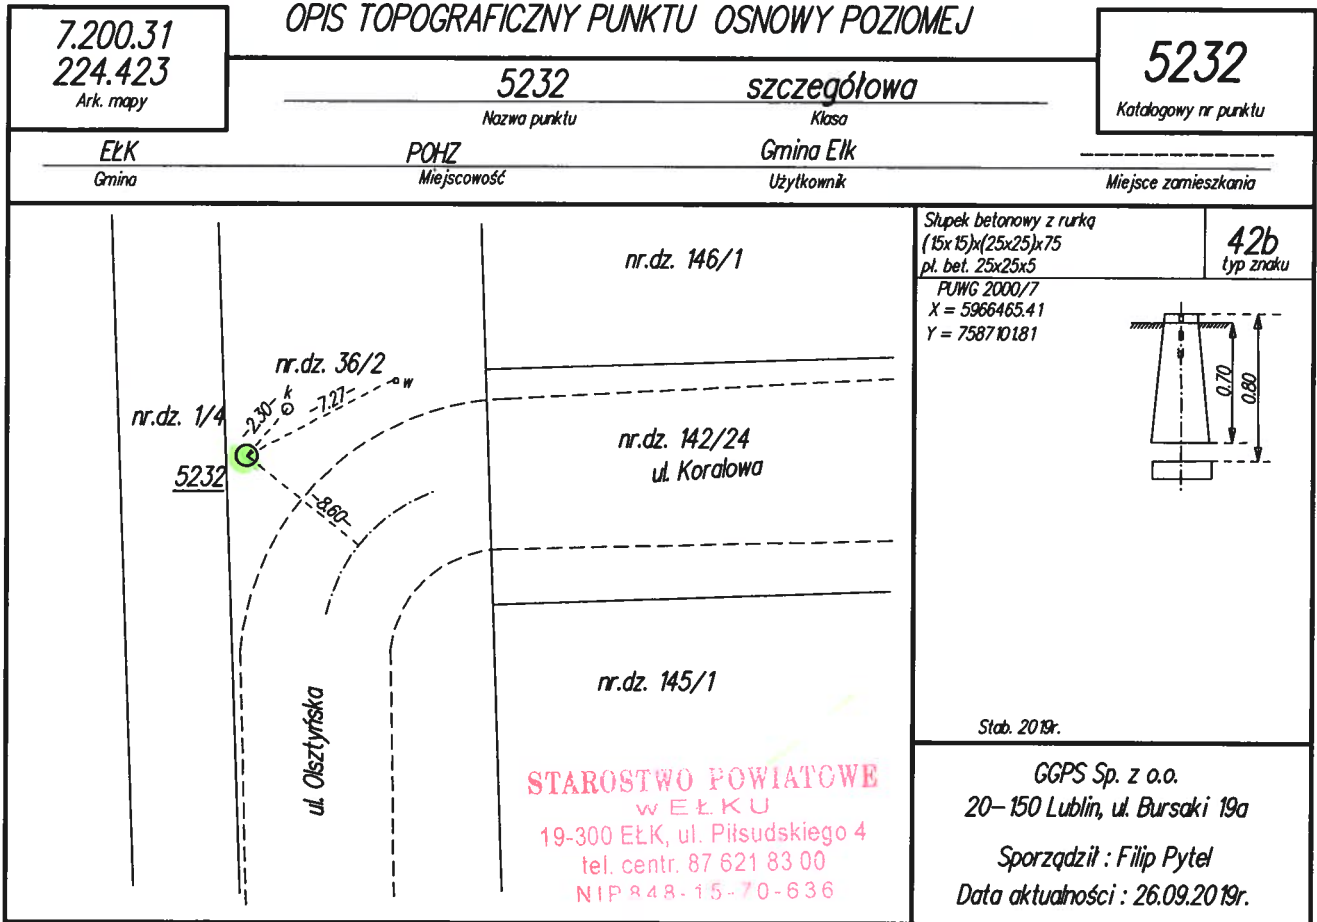 OPIS TOPOGRAFICZNY PUNKTU OSNOWY POZIOMEJ
7.200.31
224.423
Ark. mapy
5232
Nazwa punktu
szczegółowa
Klasa
5232
Katalogowy nr punktu
EŁK
Gmina
POHZ
Miejscowość
Gmina Ełk
Użytkownik
Miejsce zamieszkania
nr.dz. 146/1
nr.dz. 36/2
w
k
-2.30-
-7.27-
nr.dz. 1/4
5232
-8.60-
nr.dz. 142/24
ul. Koralowa
nr.dz. 145/1
ul. Olsztyńska
STAROSTWO POWIATOWE
w EŁKU
19-300 EŁK, ul. Piłsudskiego 4
tel. centr. 87 621 83 00
NIP 848-15-70-636
Słupek betonowy z rurką
(15x15)x(25x25)x75
pł. bet. 25x25x5
42b
typ znaku
PUWG 2000/7
X = 5966465.41
Y = 7587101.81
0.70
0.80
Stab. 2019r.
GGPS Sp. z o.o.
20-150 Lublin, ul. Bursaki 19a
Sporządził : Filip Pytel
Data aktualności : 26.09.2019r.